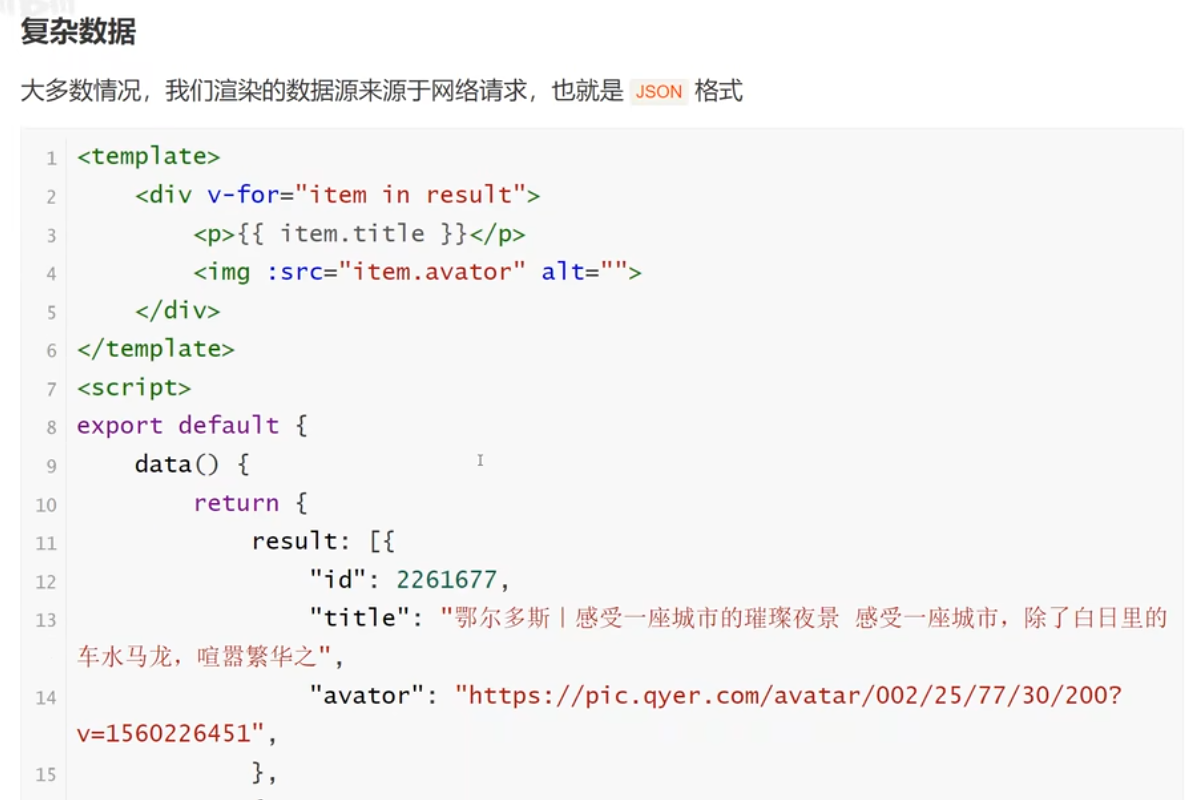 复杂数据
大多数情况，我们渲染的数据源来源于网络请求，也就是 JSON 格式
1 <template>
2     <div v-for="item in result">
3         <p>{{ item.title }}</p>
4         <img :src="item.avator" alt="">
5     </div>
6 </template>
7 <script>
8 export default {
9     data() {
10         return {
11             result: [{
12                 "id": 2261677,
13                 "title": "鄂尔多斯丨感受一座城市的璀璨夜景 感受一座城市，除了白日里的
车水马龙，喧嚣繁华之",
14                 "avator": "https://pic.qyer.com/avatar/002/25/77/30/200?
v=1560226451",
15             },